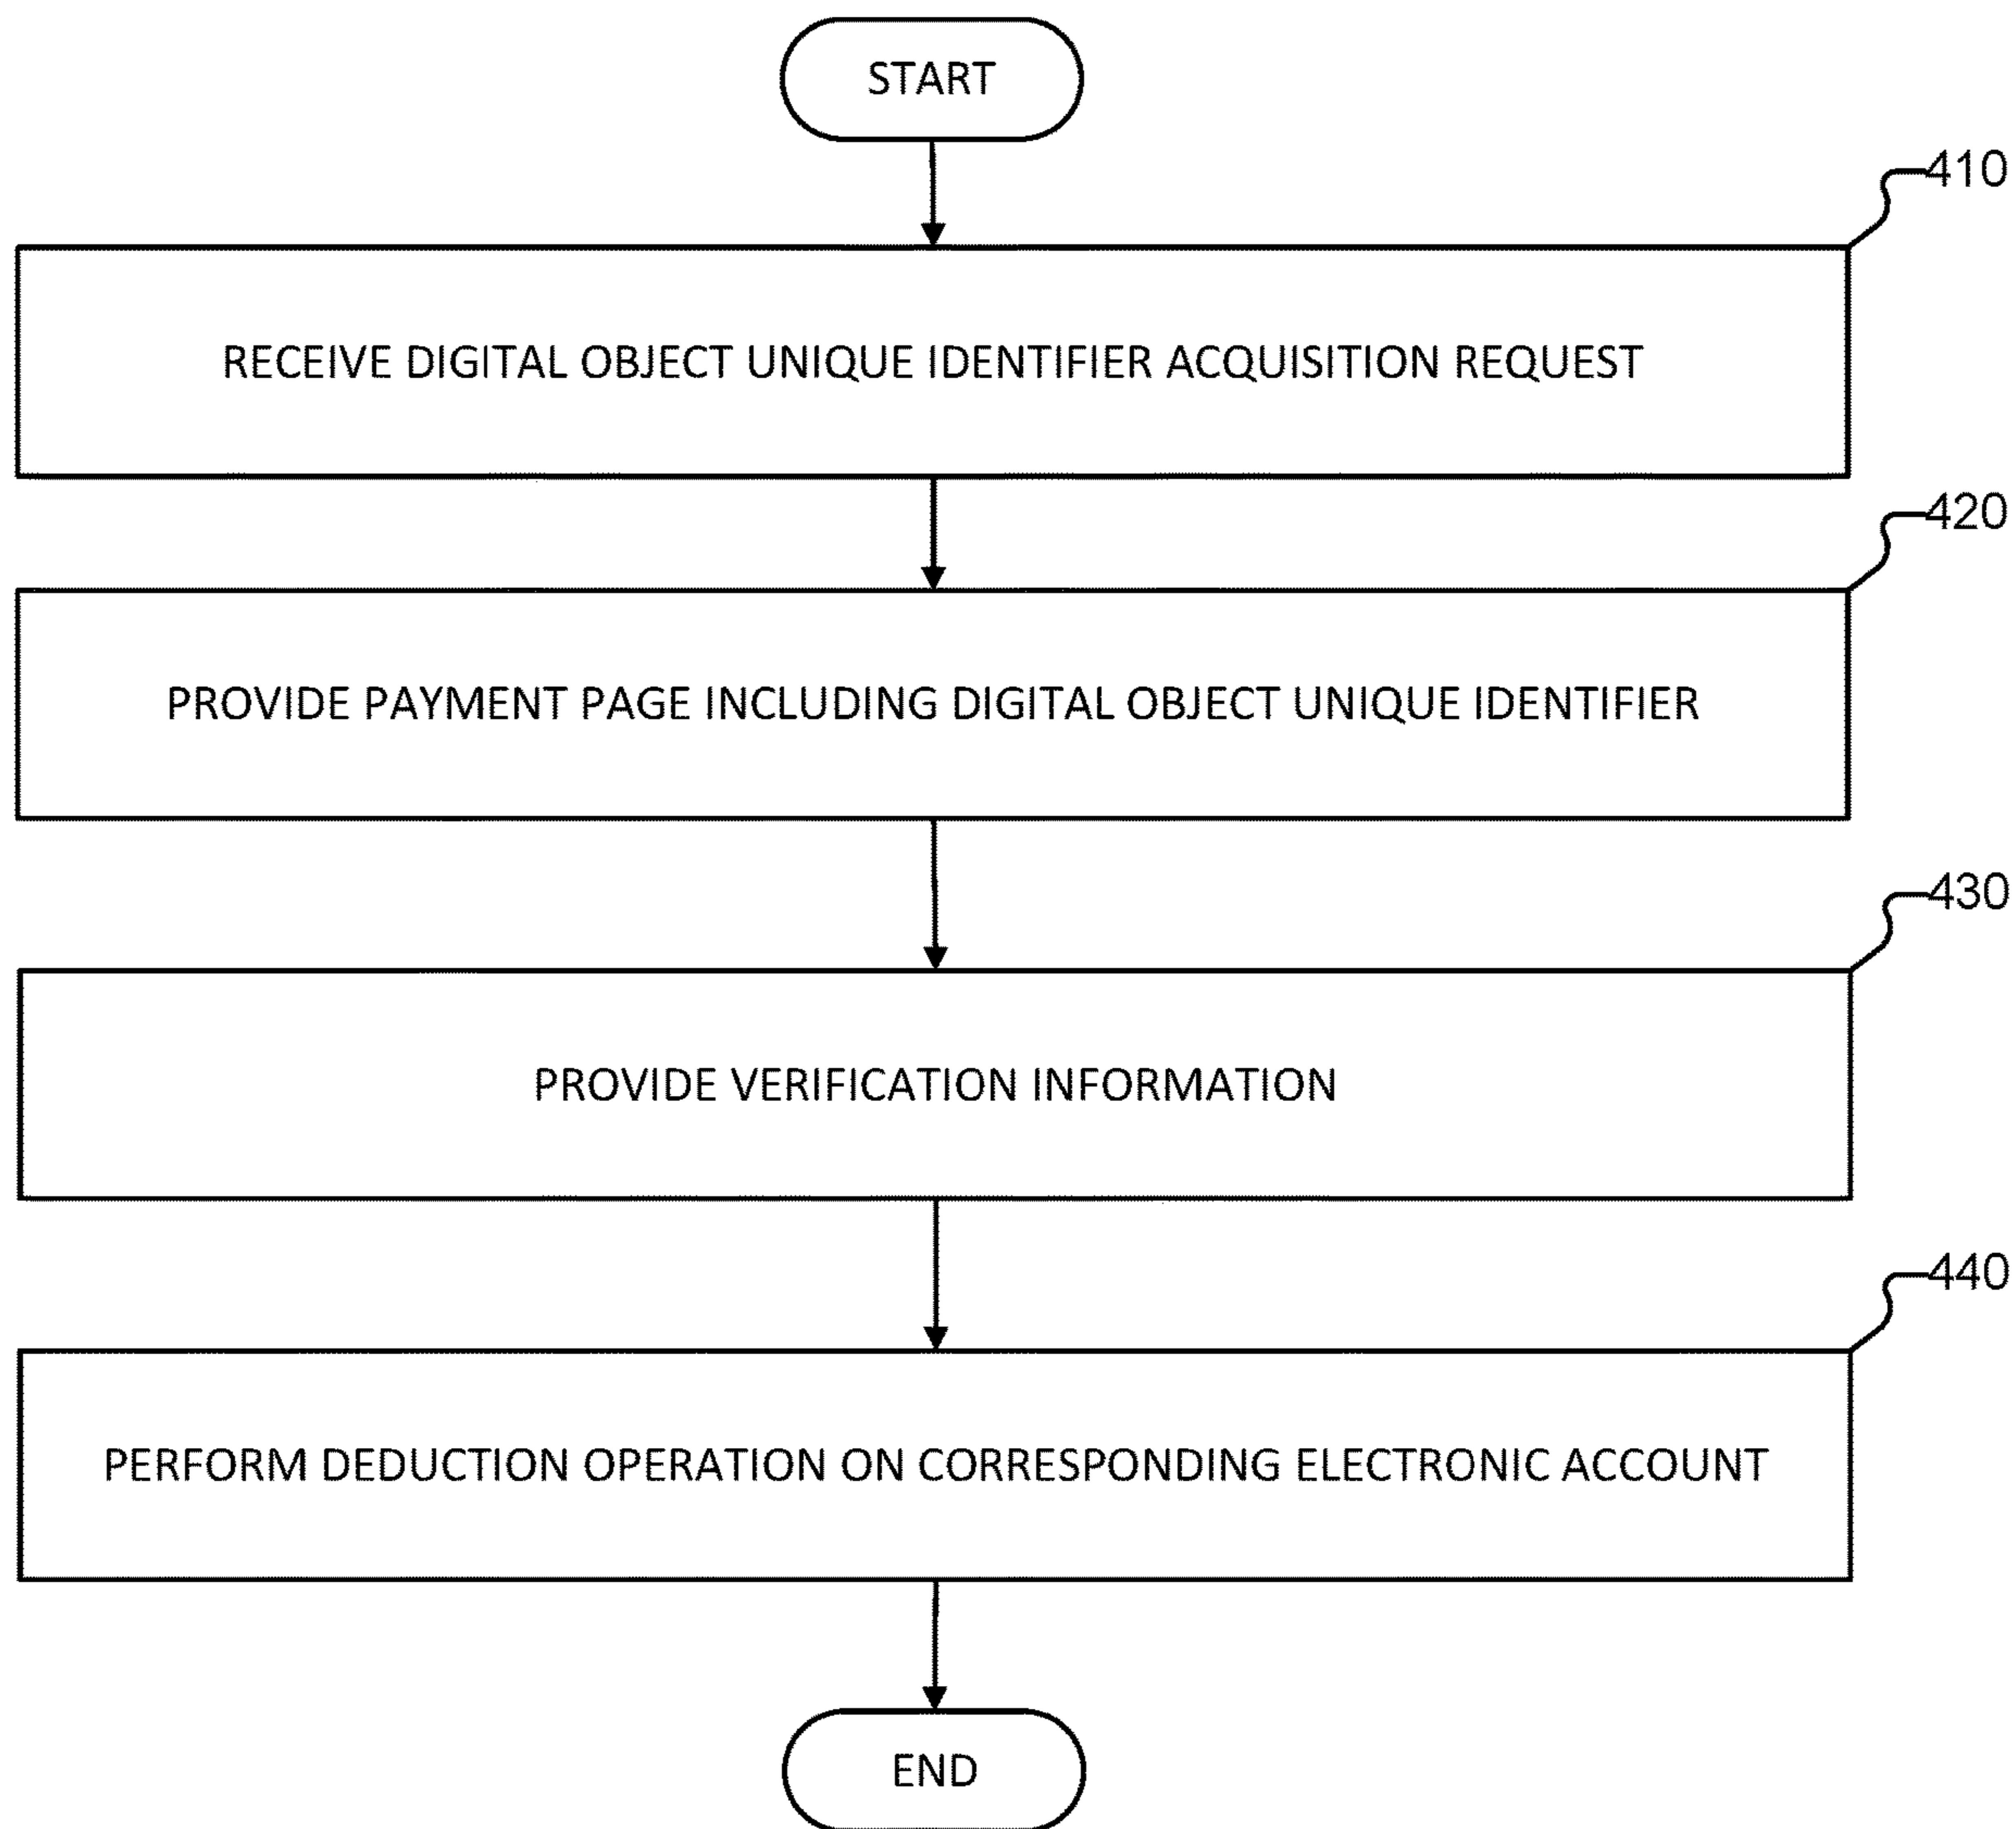 START
410
RECEIVE DIGITAL OBJECT UNIQUE IDENTIFIER ACQUISITION REQUEST
420
PROVIDE PAYMENT PAGE INCLUDING DIGITAL OBJECT UNIQUE IDENTIFIER
430
PROVIDE VERIFICATION INFORMATION
440
PERFORM DEDUCTION OPERATION ON CORRESPONDING ELECTRONIC ACCOUNT
END